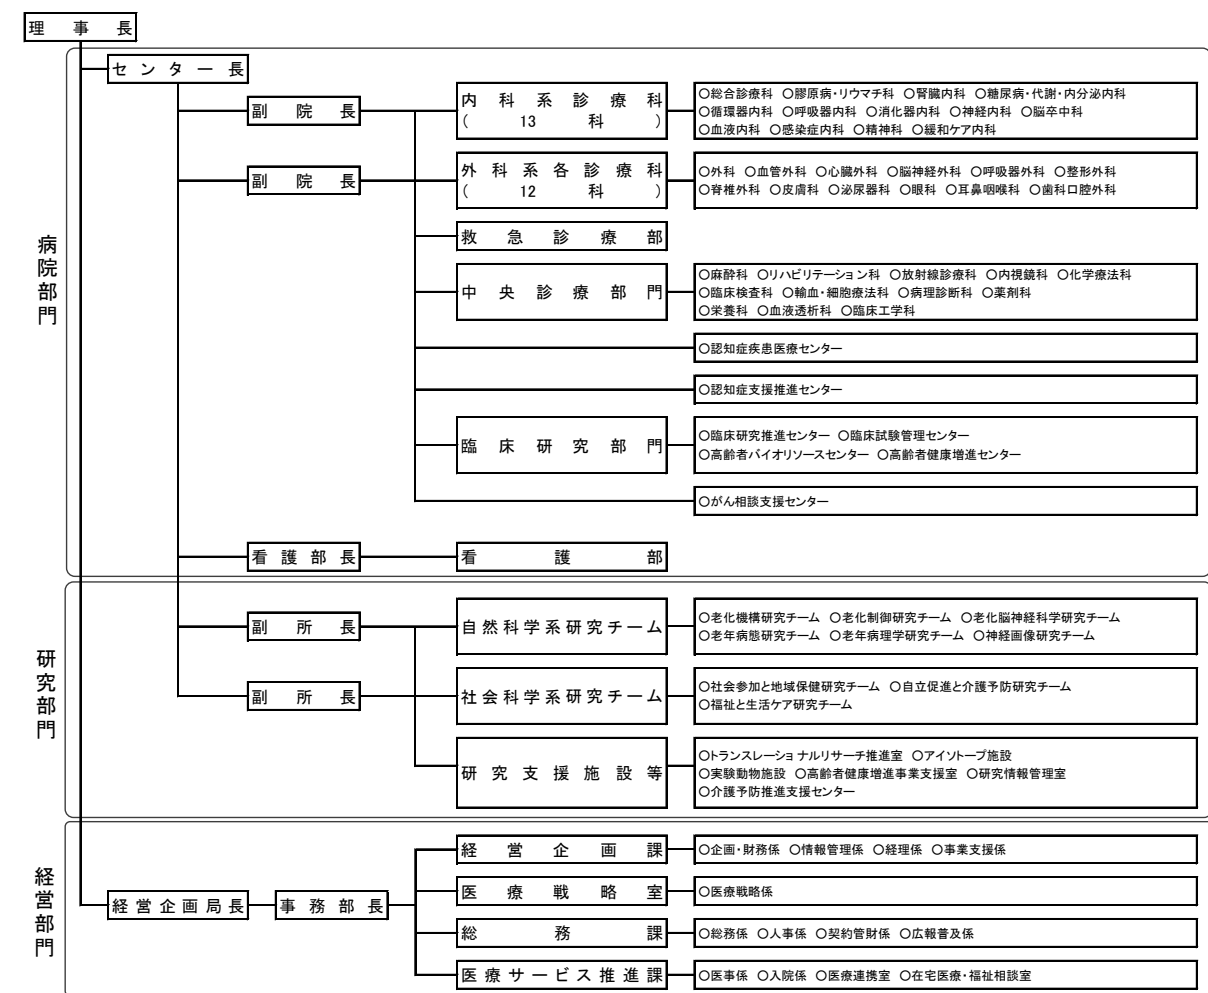 理事長
センター長
副院長
内科系診療科
(13科)
○総合診療科 ○膠原病・リウマチ科 ○腎臓内科 ○糖尿病・代謝・内分泌内科
○循環器内科 ○呼吸器内科 ○消化器内科 ○神経内科 ○脳卒中科
○血液内科 ○感染症内科 ○精神科 ○緩和ケア内科
副院長
外科系各診療科
(12科)
○外科 ○血管外科 ○心臓外科 ○脳神経外科 ○呼吸器外科 ○整形外科
○脊椎外科 ○皮膚科 ○泌尿器科 ○眼科 ○耳鼻咽喉科 ○歯科口腔外科
救急診療部
病院部門
中央診療部門
○麻酔科 ○リハビリテーション科 ○放射線診療科 ○内視鏡科 ○化学療法科
○臨床検査科 ○輸血・細胞療法科 ○病理診断科 ○薬剤科
○栄養科 ○血液透析科 ○臨床工学科
○認知症疾患医療センター
○認知症支援推進センター
臨床研究部門
○臨床研究推進センター ○臨床試験管理センター
○高齢者バイオリソースセンター ○高齢者健康増進センター
○がん相談支援センター
看護部長
看護部
副所長
自然科学系研究チーム
○老化機構研究チーム ○老化制御研究チーム ○老化脳神経科学研究チーム
○老年病態研究チーム ○老年病理学研究チーム ○神経画像研究チーム
研究部門
副所長
社会科学系研究チーム
○社会参加と地域保健研究チーム ○自立促進と介護予防研究チーム
○福祉と生活ケア研究チーム
研究支援施設等
○トランスレーショナルリサーチ推進室 ○アイソトープ施設
○実験動物施設 ○高齢者健康増進事業支援室 ○研究情報管理室
○介護予防推進支援センター
経営部門
経営企画局長
事務部長
経営企画課
○企画・財務係 ○情報管理係 ○経理係 ○事業支援係
医療戦略室
○医療戦略係
総務課
○総務係 ○人事係 ○契約管財係 ○広報普及係
医療サービス推進課
○医事係 ○入院係 ○医療連携室 ○在宅医療・福祉相談室